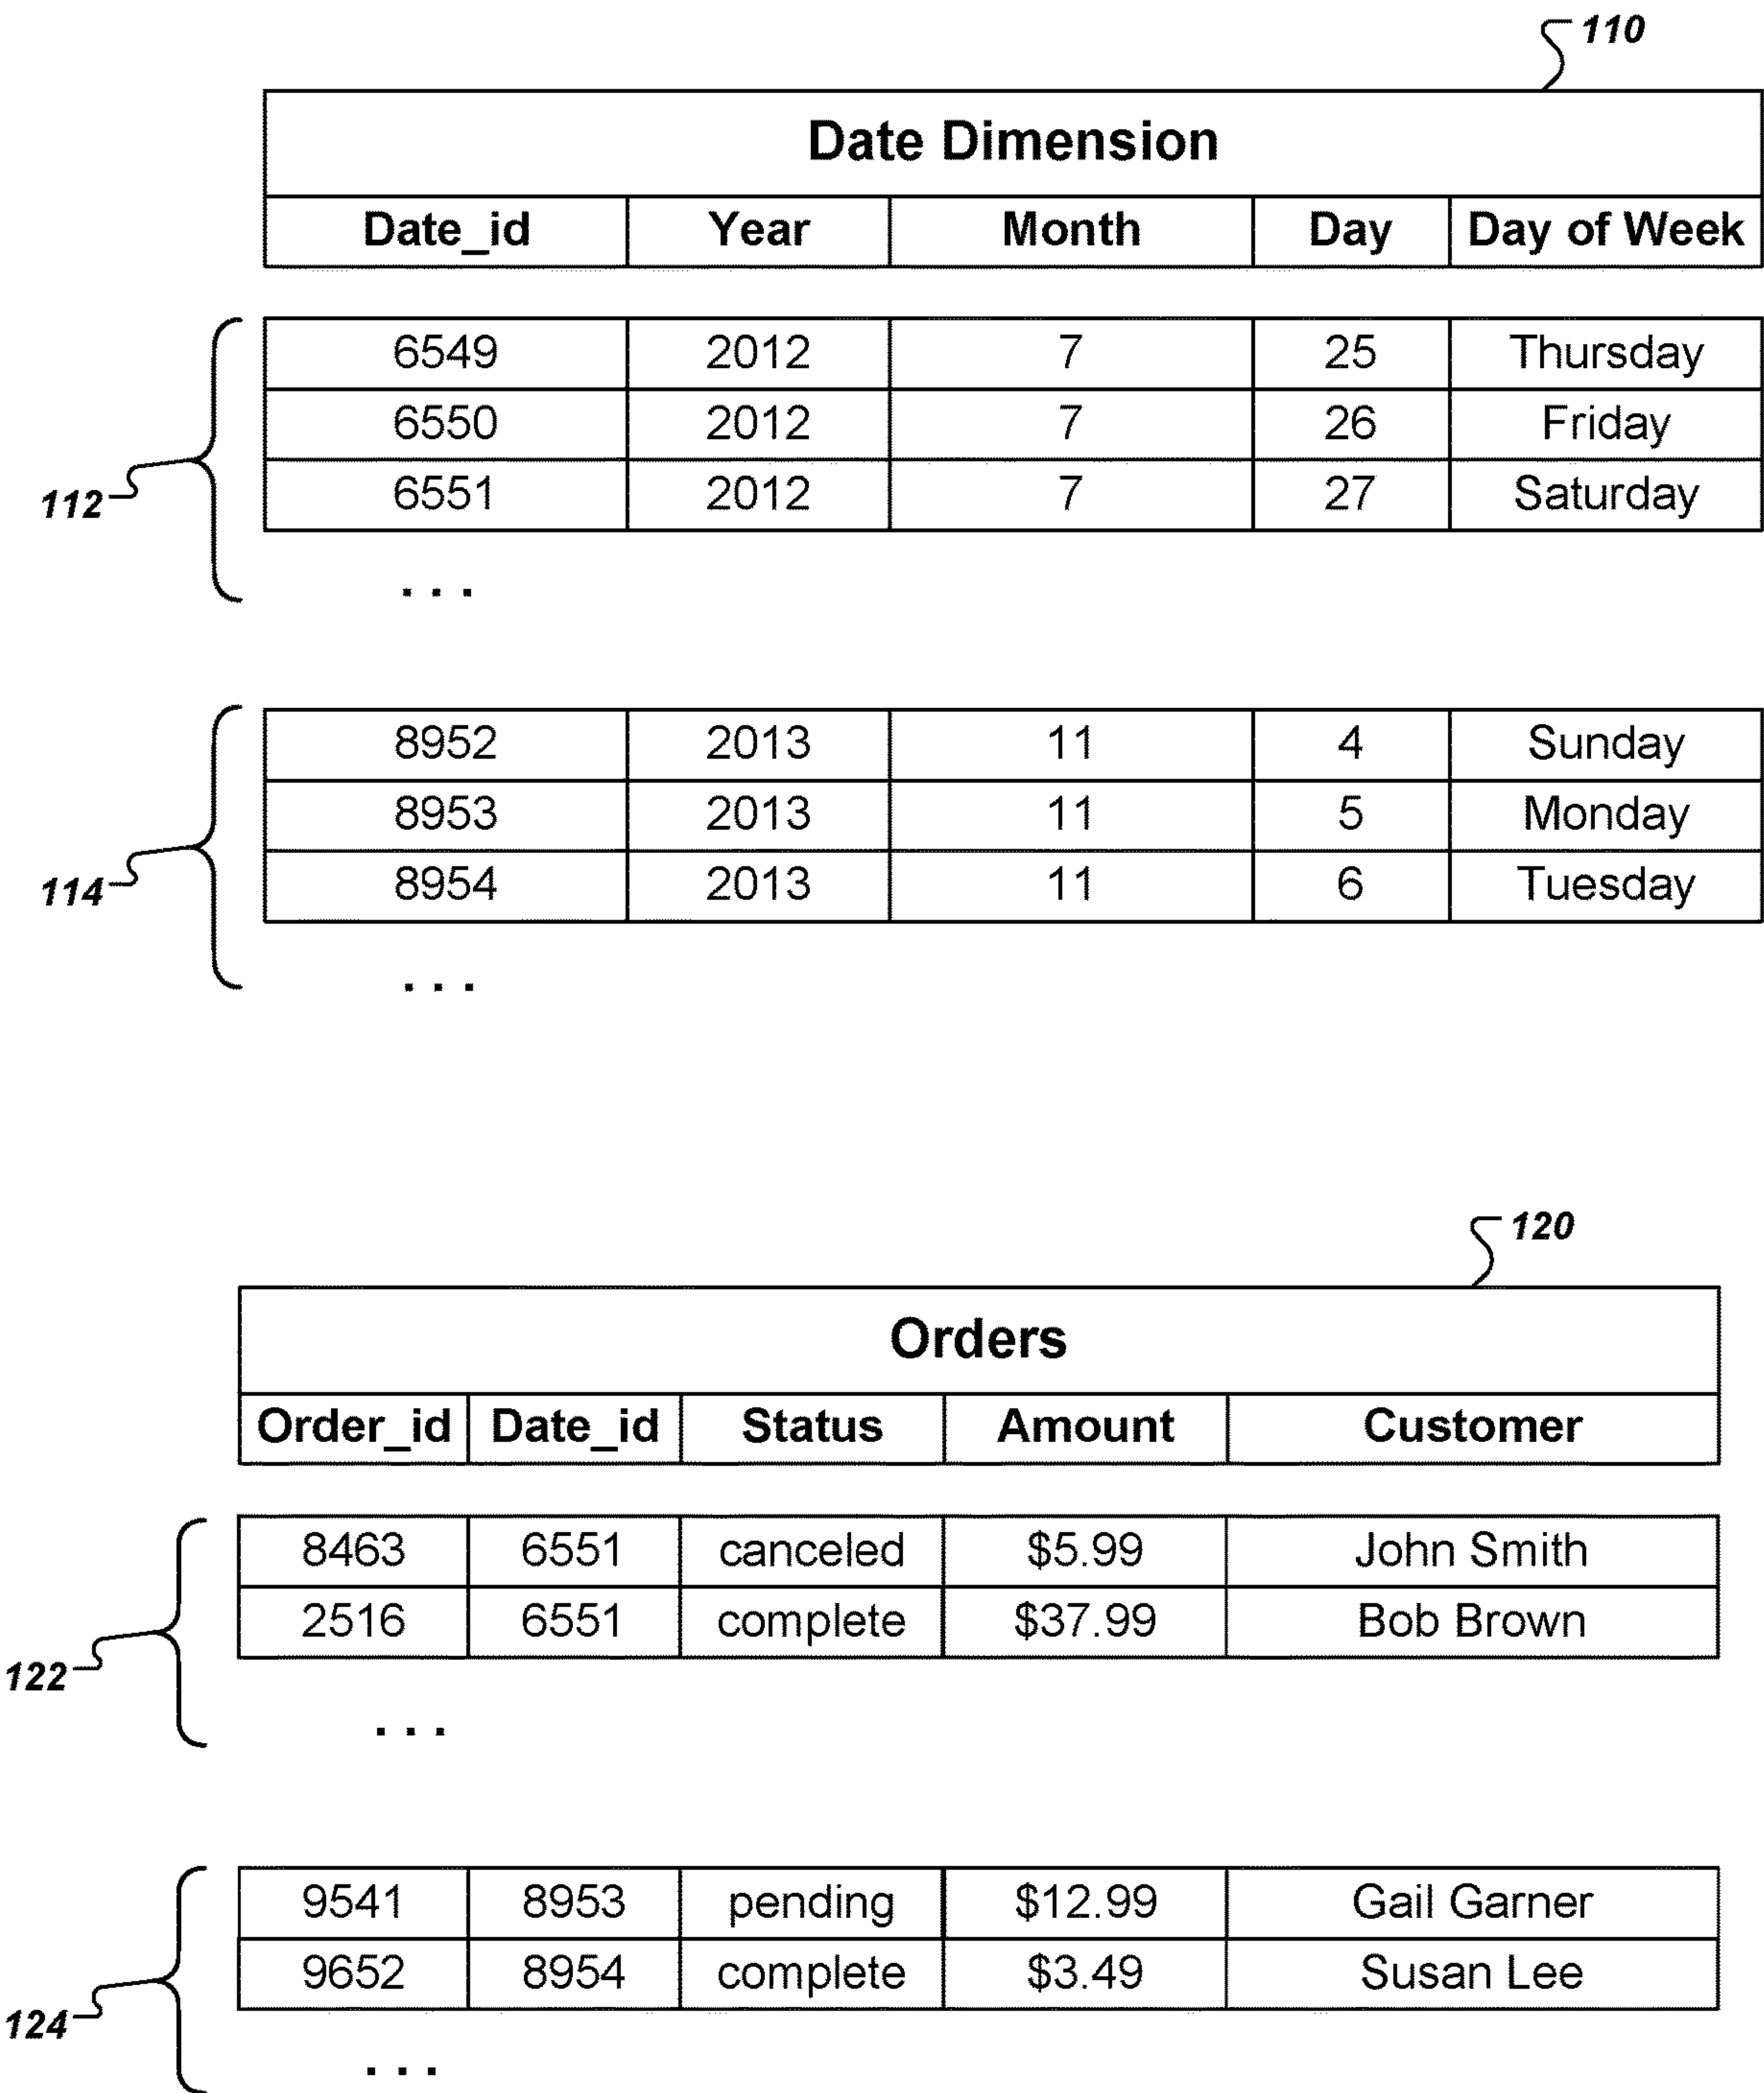 110
Date Dimension
Date_id Year Month Day Day of Week
6549 2012 7 25 Thursday
6550 2012 7 26 Friday
6551 2012 7 27 Saturday
112
. . .
8952 2013 11 4 Sunday
8953 2013 11 5 Monday
8954 2013 11 6 Tuesday
114
. . .
120
Orders
Order_id Date_id Status Amount Customer
8463 6551 canceled $5.99 John Smith
2516 6551 complete $37.99 Bob Brown
122
. . .
9541 8953 pending $12.99 Gail Garner
9652 8954 complete $3.49 Susan Lee
124
. . .